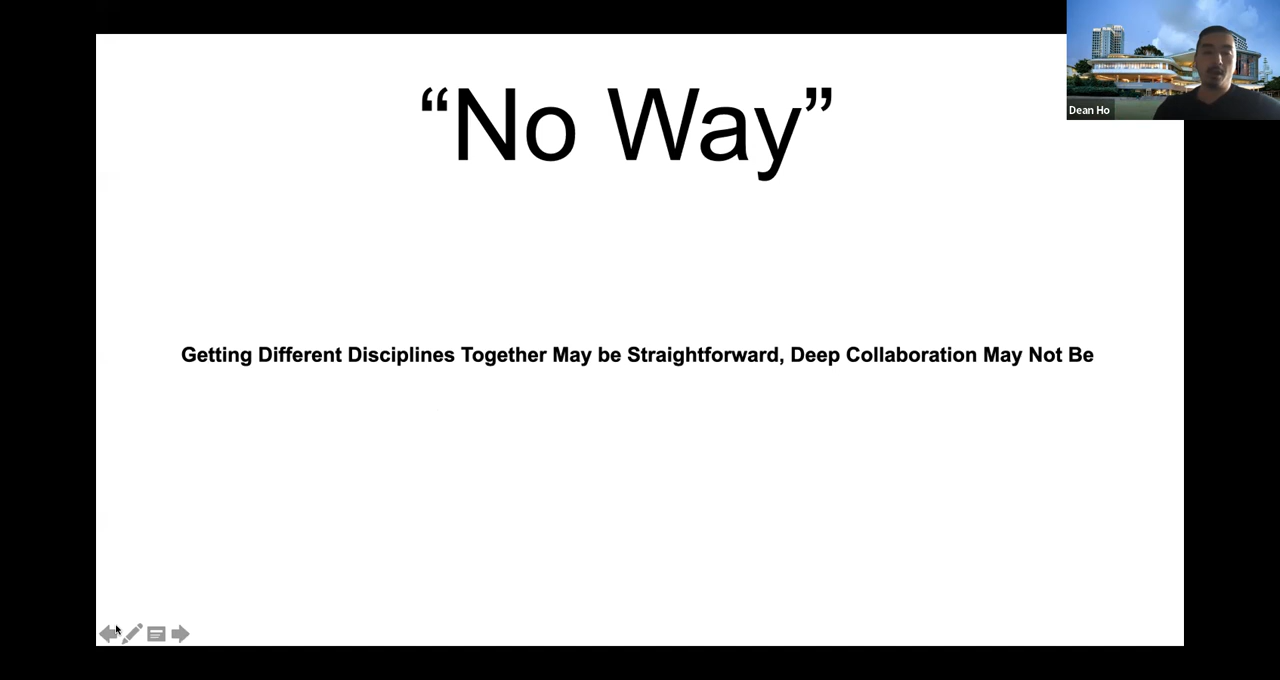 “No Way”
Dean Ho
Getting Different Disciplines Together May be Straightforward, Deep Collaboration May Not Be